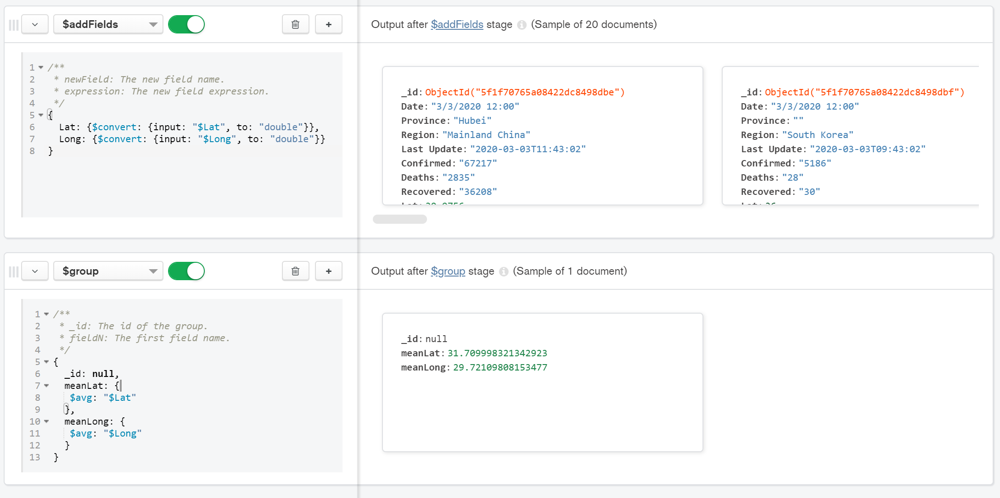 $addFields
Output after $addFields stage (Sample of 20 documents)
1 /**
2 * newField: The new field name.
3 * expression: The new field expression.
4 */
5 {
6 Lat: {$convert: {input: "$Lat", to: "double"}},
7 Long: {$convert: {input: "$Long", to: "double"}}
8 }
_id: ObjectId("5f1f70765a08422dc8498dbe")
Date: "3/3/2020 12:00"
Province: "Hubei"
Region: "Mainland China"
Last Update: "2020-03-03T11:43:02"
Confirmed: "67217"
Deaths: "2835"
Recovered: "36208"
Lat: 30.9756
_id: ObjectId("5f1f70765a08422dc8498dbf")
Date: "3/3/2020 12:00"
Province: ""
Region: "South Korea"
Last Update: "2020-03-03T09:43:02"
Confirmed: "5186"
Deaths: "28"
Recovered: "30"
Lat: 36
$group
Output after $group stage (Sample of 1 document)
1 /**
2 * _id: The id of the group.
3 * fieldN: The first field name.
4 */
5 {
6 _id: null,
7 meanLat: {
8 $avg: "$Lat"
9 },
10 meanLong: {
11 $avg: "$Long"
12 }
13 }
_id: null
meanLat: 31.709998321342923
meanLong: 29.72109808153477